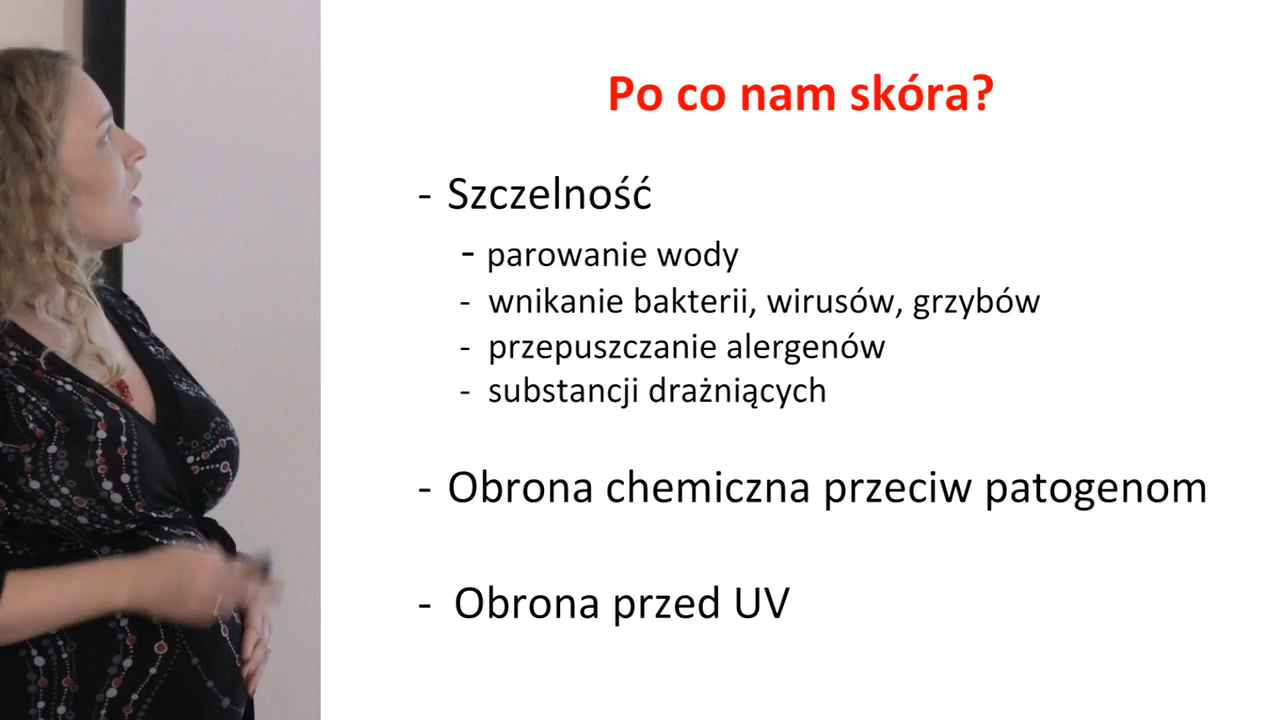 Po co nam skóra?
- Szczelność
- parowanie wody
- wnikanie bakterii, wirusów, grzybów
- przepuszczanie alergenów
- substancji drażniących
- Obrona chemiczna przeciw patogenom
- Obrona przed UV